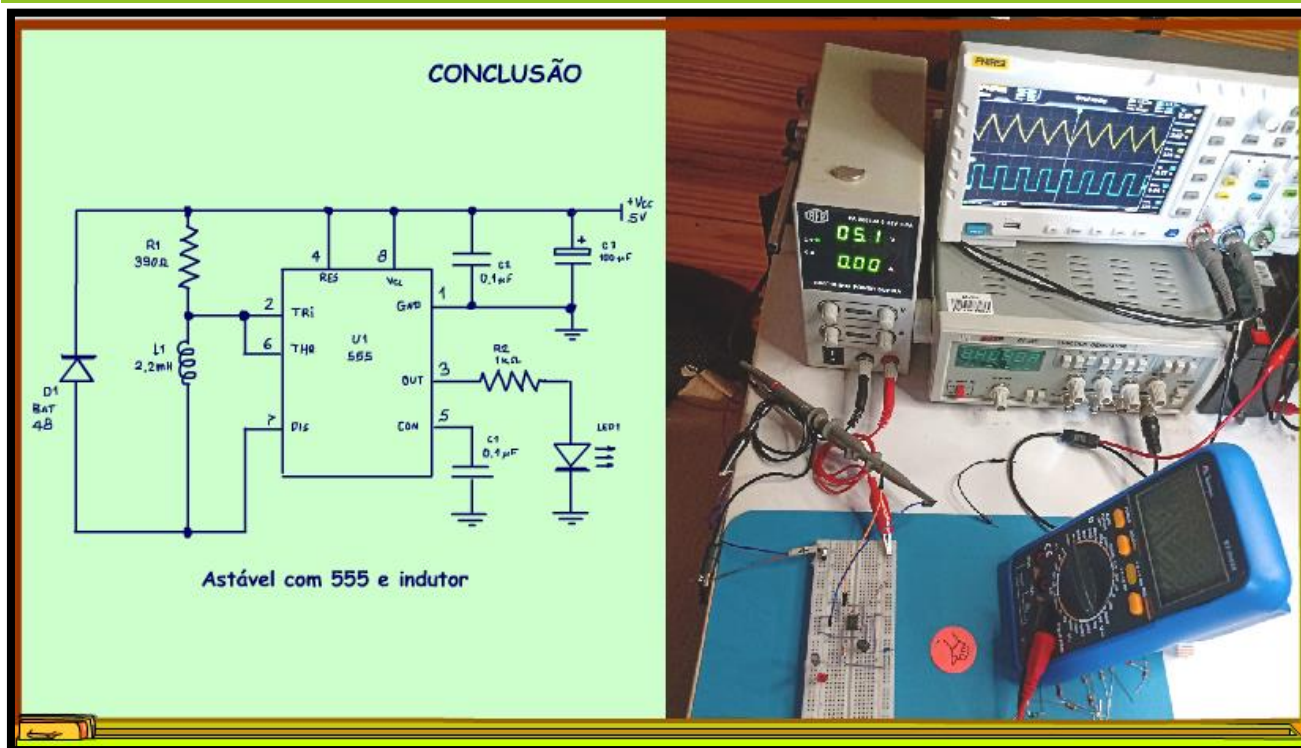 CONCLUSÃO
+Vcc
5V
R1
390Ω
4
8
RES
Vcc
C2
0,1µF
+
C3
100µF
2
TRi
GND
1
6
THR
U1
555
L1
2,2mH
R2
1kΩ
OUT
3
D1
BAT
48
7
DIS
CON
5
C1
0,1µF
LED1
Astável com 555 e indutor
FNIRSI
05.1
0.00